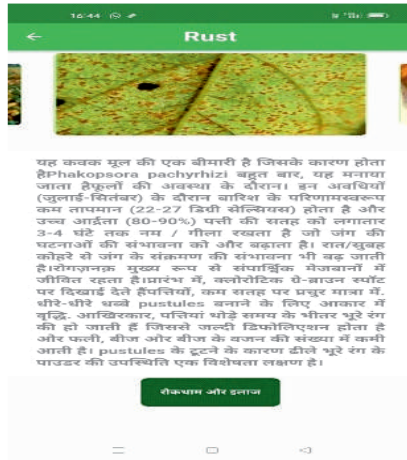 16:44
Rust
यह कवक मूल की एक बीमारी है जिसके कारण होता
हैPhakopsora pachyrhizi बहुत बार, यह मनाया
जाता हैफूलों की अवस्था के दौरान। इन अवधियों
(जुलाई-सितंबर) के दौरान बारिश के परिणामस्वरूप
कम तापमान (22-27 डिग्री सेल्सियस) होता है और
उच्च आर्द्रता (80-90%) पत्ती की सतह को लगातार
3-4 घंटे तक नम / गीला रखता है जो जंग की
घटनाओं की संभावना को और बढ़ाता है। रात/सुबह
कोहरे से जंग के संक्रमण की संभावना भी बढ़ जाती
है।रोगज़नक़ मुख्य रूप से संपार्श्विक मेजबानों में
जीवित रहता है।प्रारंभ में, क्लोरोटिक ग्रे-ब्राउन स्पॉट
पर दिखाई देते हैंपत्तियों, कम सतह पर प्रचुर मात्रा में.
धीरे-धीरे धब्बे pustules बनाने के लिए आकार में
वृद्धि. आखिरकार, पत्तियां थोड़े समय के भीतर भूरे रंग
की हो जाती हैं जिससे जल्दी डिफोलिएशन होता है
और फली, बीज और बीज के वजन की संख्या में कमी
आती है। pustules के टूटने के कारण ढीले भूरे रंग के
पाउडर की उपस्थिति एक विशेषता लक्षण है।
रोकथाम और इलाज